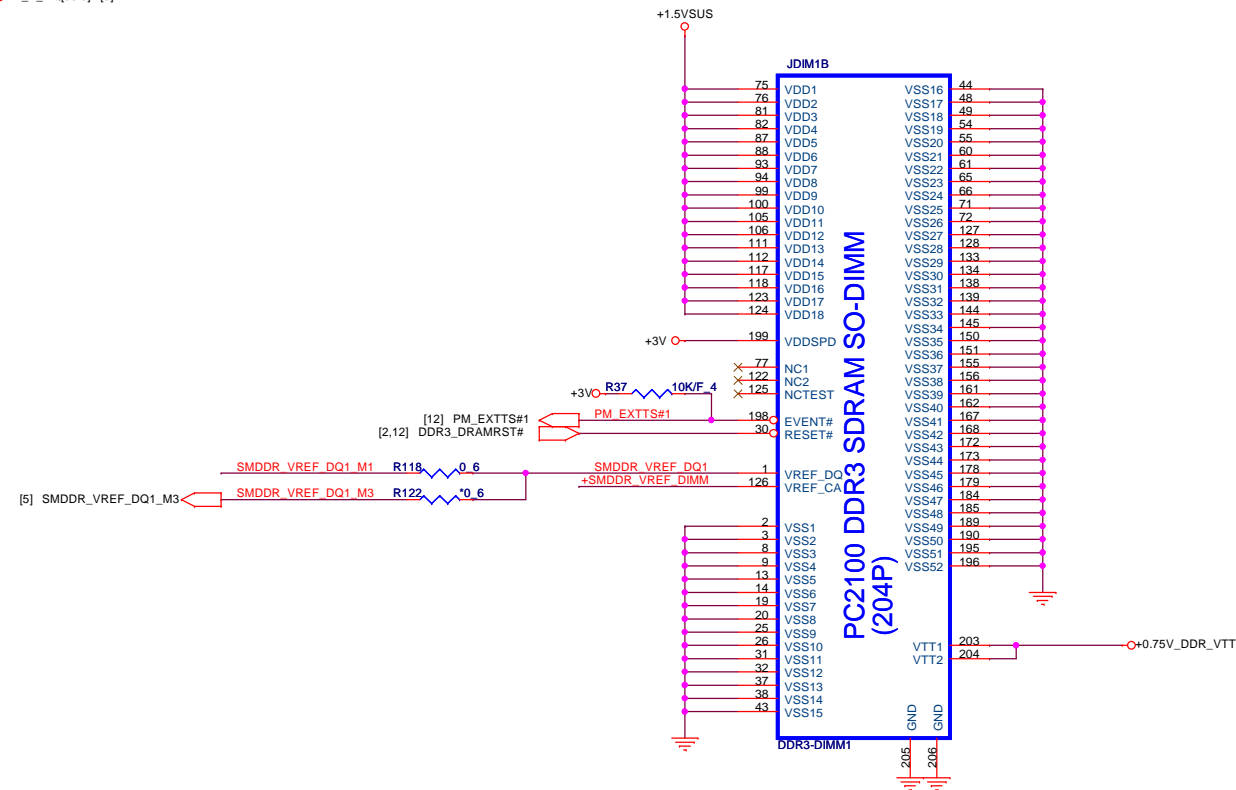 +1.5VSUS
JDIM1B
75 VDD1
76 VDD2
81 VDD3
82 VDD4
87 VDD5
88 VDD6
93 VDD7
94 VDD8
99 VDD9
100 VDD10
105 VDD11
106 VDD12
111 VDD13
112 VDD14
117 VDD15
118 VDD16
123 VDD17
124 VDD18
+3V 199 VDDSPD
77 NC1
122 NC2
125 NCTEST
+3V R37 10K/F_4
[12] PM_EXTTS#1 PM_EXTTS#1 198 EVENT#
[2,12] DDR3_DRAMRST# 30 RESET#
SMDDR_VREF_DQ1_M1 R118 0_6 SMDDR_VREF_DQ1 1 VREF_DQ
+SMDDR_VREF_DIMM 126 VREF_CA
[5] SMDDR_VREF_DQ1_M3 SMDDR_VREF_DQ1_M3 R122 *0_6
2 VSS1
3 VSS2
8 VSS3
9 VSS4
13 VSS5
14 VSS6
19 VSS7
20 VSS8
25 VSS9
26 VSS10
31 VSS11
32 VSS12
37 VSS13
38 VSS14
43 VSS15
PC2100 DDR3 SDRAM SO-DIMM
(204P)
VSS16 44
VSS17 48
VSS18 49
VSS19 54
VSS20 55
VSS21 60
VSS22 61
VSS23 65
VSS24 66
VSS25 71
VSS26 72
VSS27 127
VSS28 128
VSS29 133
VSS30 134
VSS31 138
VSS32 139
VSS33 144
VSS34 145
VSS35 150
VSS36 151
VSS37 155
VSS38 156
VSS39 161
VSS40 162
VSS41 167
VSS42 168
VSS43 172
VSS44 173
VSS45 178
VSS46 179
VSS47 184
VSS48 185
VSS49 189
VSS50 190
VSS51 195
VSS52 196
VTT1 203 +0.75V_DDR_VTT
VTT2 204
GND 205
GND 206
DDR3-DIMM1